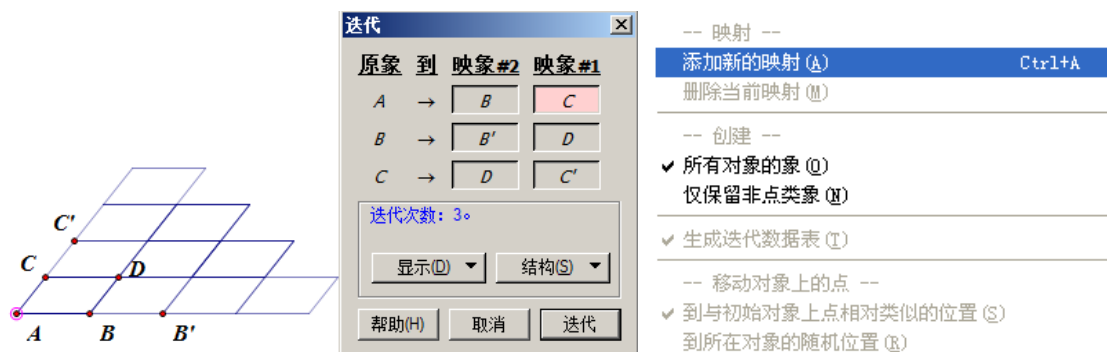 C'
C
D
A
B
B'
迭代
原象 到 映象#2 映象#1
A → B C
B → B' D
C → D C'
迭代次数: 3。
显示(D)
结构(S)
帮助(H)
取消
迭代
-- 映射 --
添加新的映射(A) Ctrl+A
删除当前映射(M)
-- 创建 --
✓ 所有对象的象(O)
仅保留非点类象(N)
✓ 生成迭代数据表(T)
-- 移动对象上的点 --
✓ 到与初始对象上点相对类似的位置(S)
到所在对象的随机位置(R)